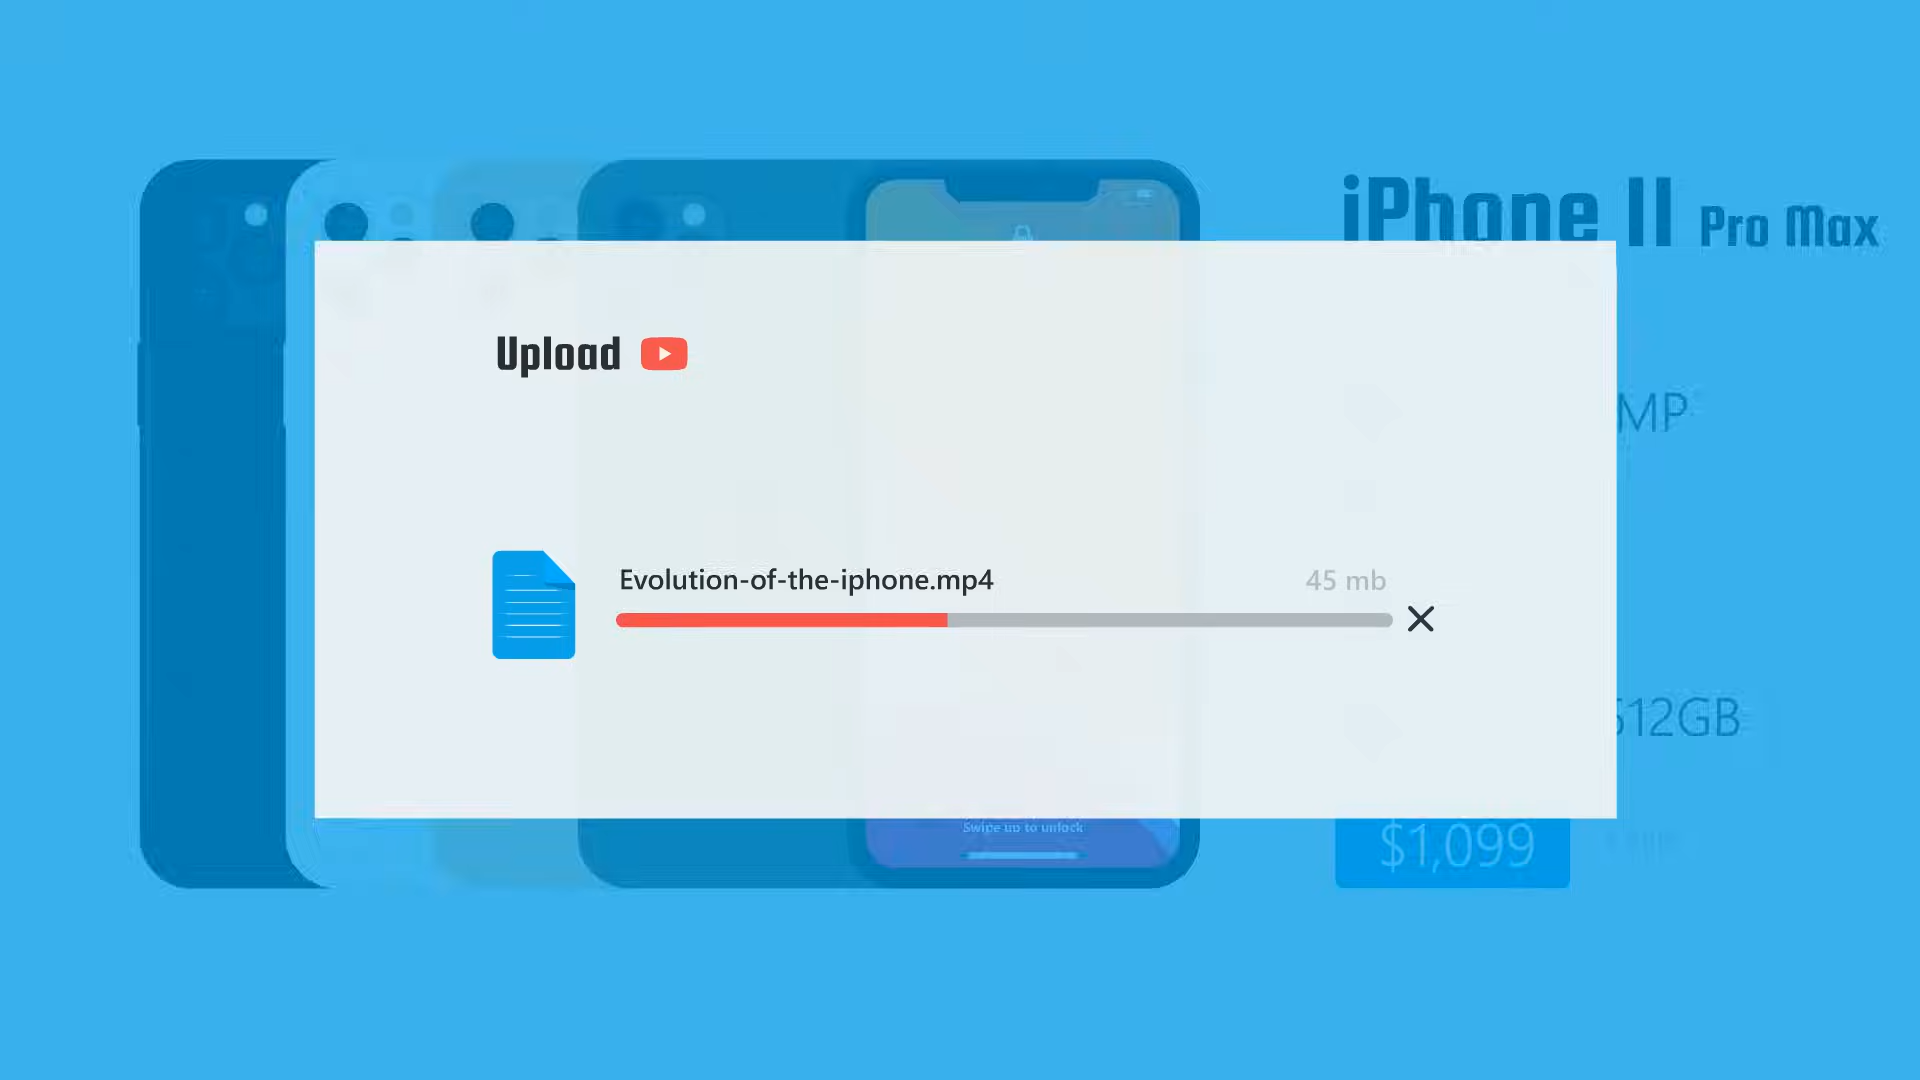 iPhone 11 Pro Max
Upload
MP
Evolution-of-the-iphone.mp4
45 mb
512GB
Swipe up to unlock
$1,099